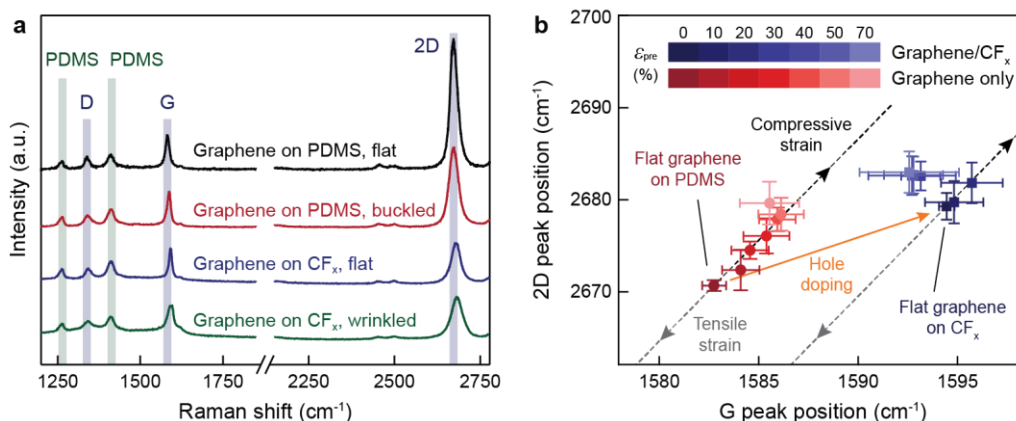 a
PDMS PDMS
D
G
2D
Graphene on PDMS, flat
Graphene on PDMS, buckled
Graphene on CFₓ, flat
Graphene on CFₓ, wrinkled
Intensity (a.u.)
1250 1500 1750 2250 2500 2750
Raman shift (cm⁻¹)
b
2700
2690
2680
2670
2D peak position (cm⁻¹)
0 10 20 30 40 50 70
εpre
(%)
Graphene/CFₓ
Graphene only
Compressive
strain
Flat graphene
on PDMS
Hole
doping
Tensile
strain
Flat graphene
on CFₓ
1580 1585 1590 1595
G peak position (cm⁻¹)